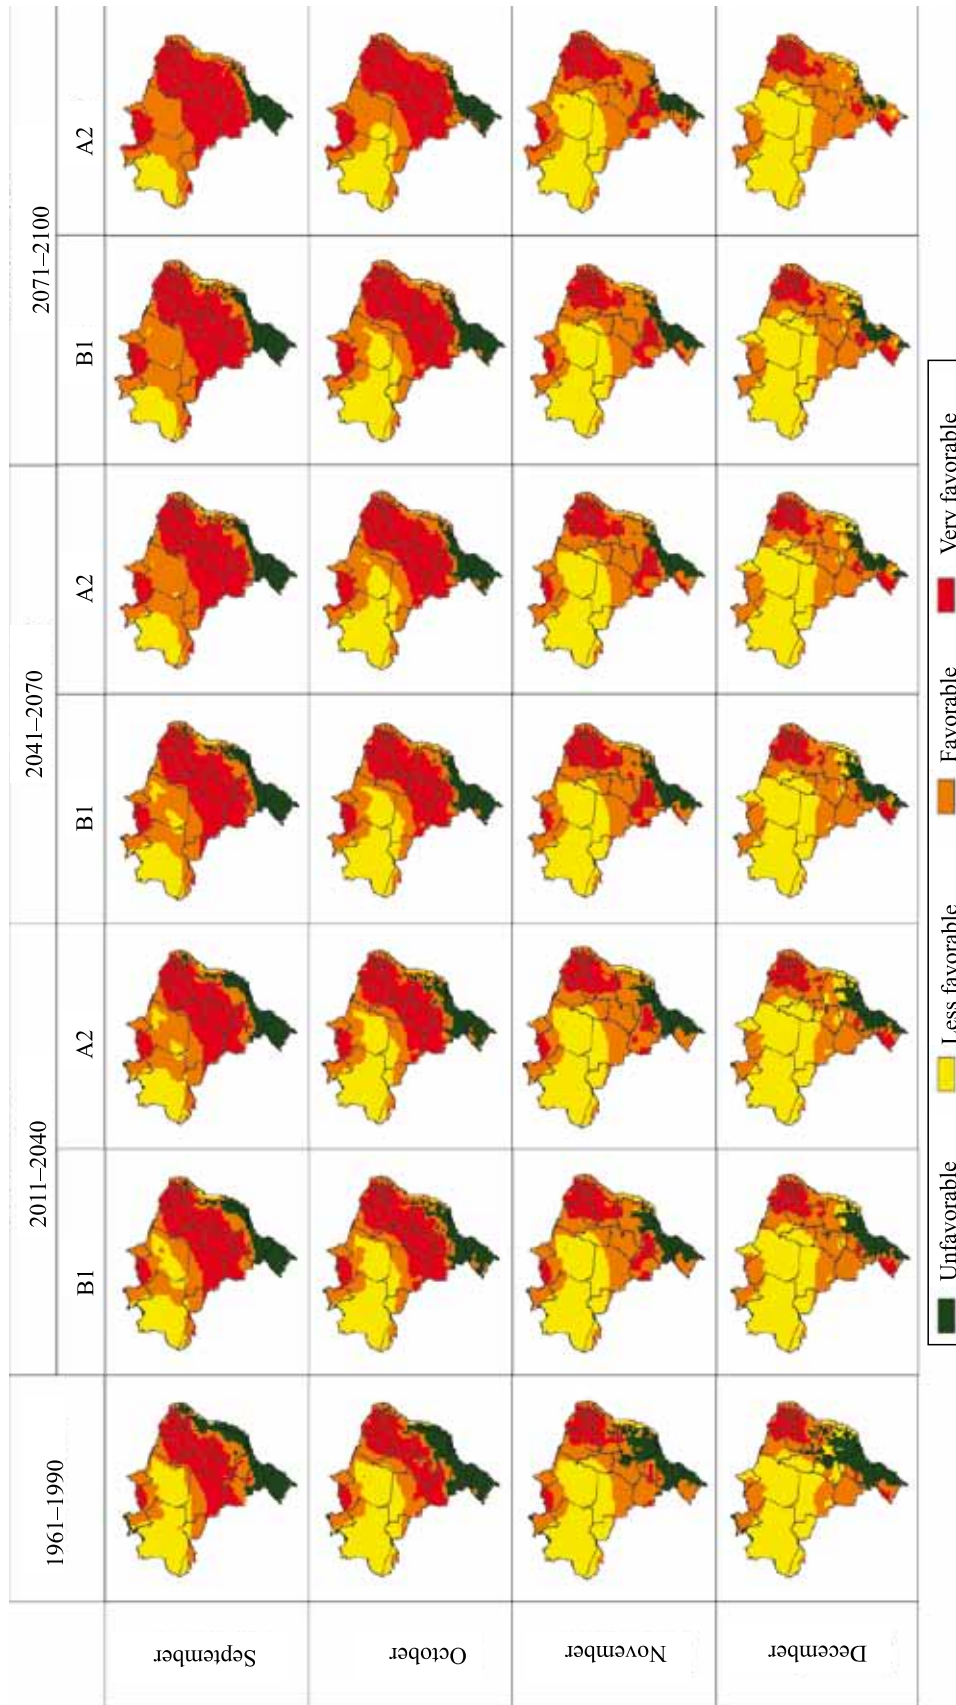 1961–1990
2011–2040
2041–2070
2071–2100
B1
A2
B1
A2
B1
A2
September
October
November
December
Unfavorable
Less favorable
Favorable
Very favorable